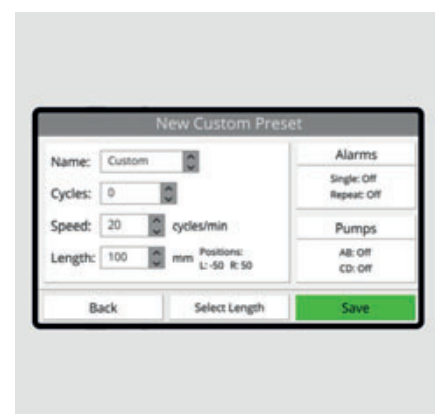 New Custom Preset
Name: Custom
Cycles: 0
Speed: 20 cycles/min
Length: 100 mm Positions:
L: -50 R: 50
Alarms
Single: Off
Repeat: Off
Pumps
AB: Off
CD: Off
Back Select Length Save